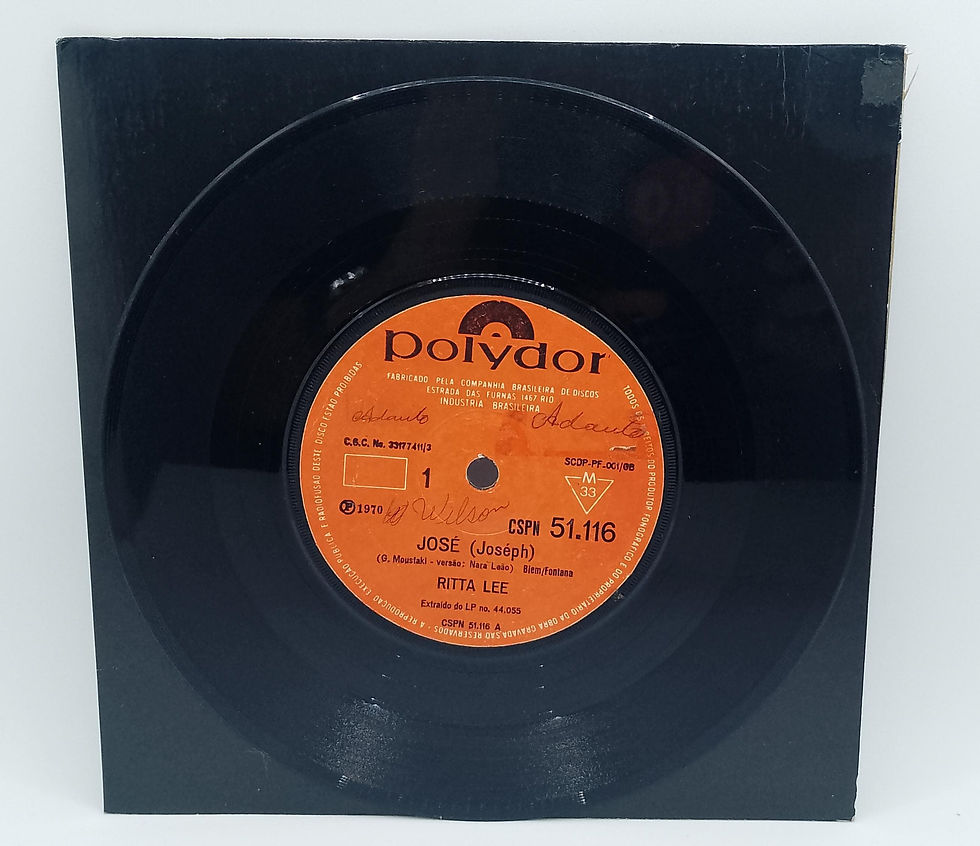 polydor
FABRICADO PELA COMPANHIA BRASILEIRA DE DISCOS
ESTRADA DAS FURNAS 1467 RIO
INDUSTRIA BRASILEIRA
Adauto Adauto
C.G.C. No. 33177411/3
SCDP-PF-001/GB
1
M
33
Ⓟ 1970 Wilson
CSPN 51.116
JOSÉ (Joséph)
(G. Moustaki - versão: Nara Leão) Biem/Fontana
RITTA LEE
Extraído do LP no. 44.055
CSPN 51.116 A
TODOS OS DIREITOS DO PRODUTOR FONOGRÁFICO E DO PROPRIETÁRIO DA OBRA GRAVADA SÃO RESERVADOS - A REPRODUÇÃO, EXECUÇÃO PÚBLICA E RADIOFUSÃO DESTE DISCO ESTÃO PROIBIDAS